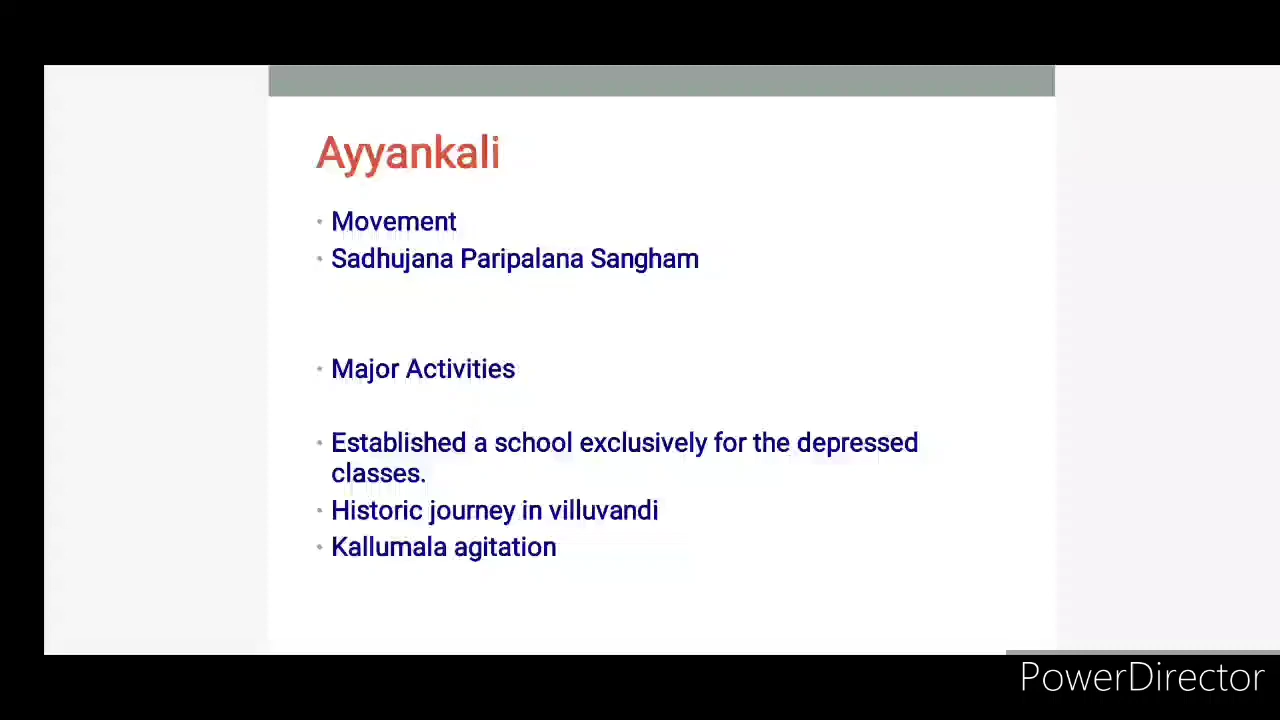 Ayyankali
• Movement
• Sadhujana Paripalana Sangham
• Major Activities
• Established a school exclusively for the depressed
classes.
• Historic journey in villuvandi
• Kallumala agitation
PowerDirector